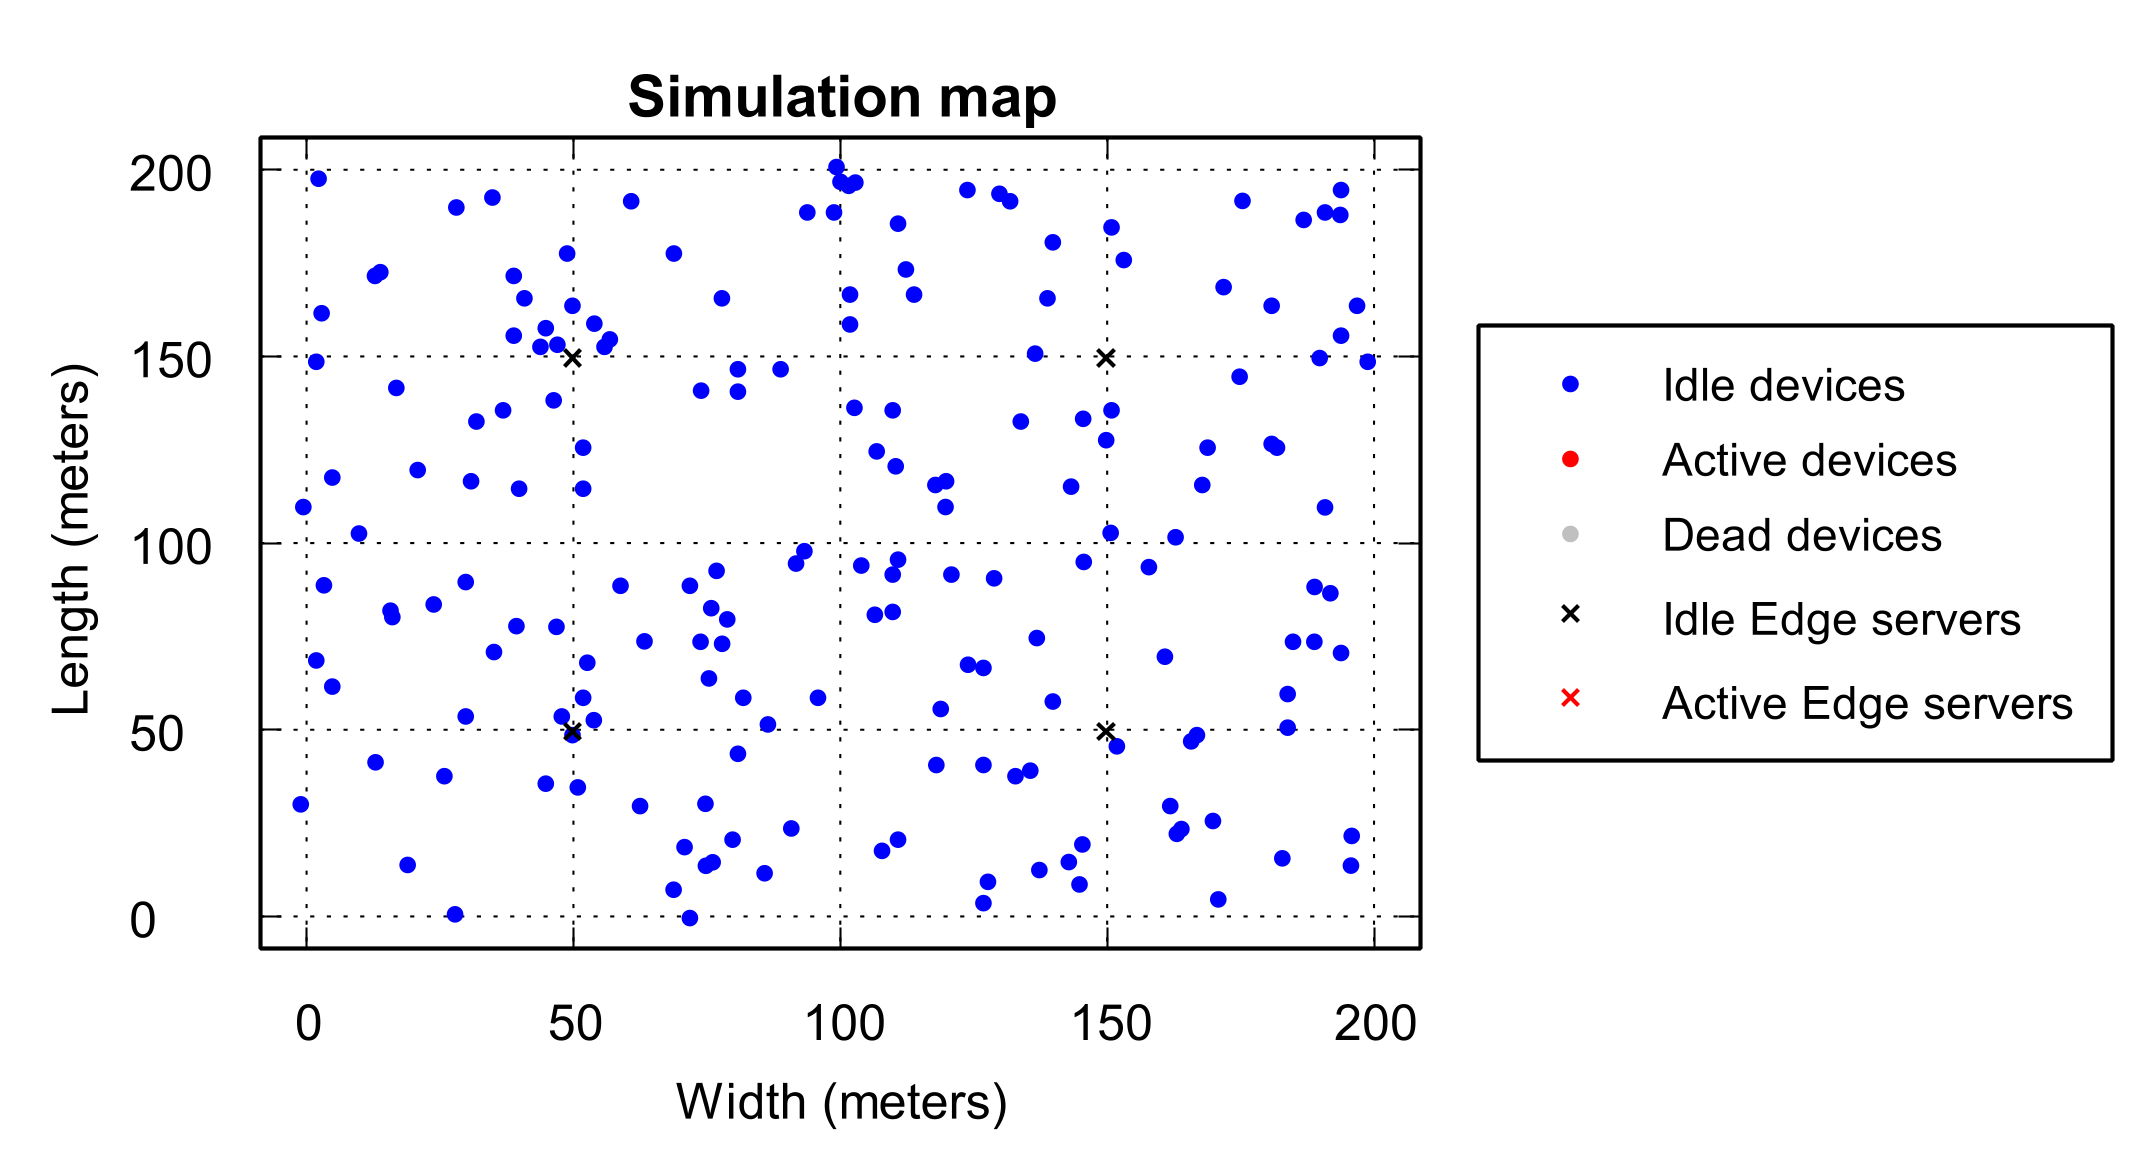 Simulation map
200
150
100
50
0
Length (meters)
0 50 100 150 200
Width (meters)
Idle devices
Active devices
Dead devices
Idle Edge servers
Active Edge servers